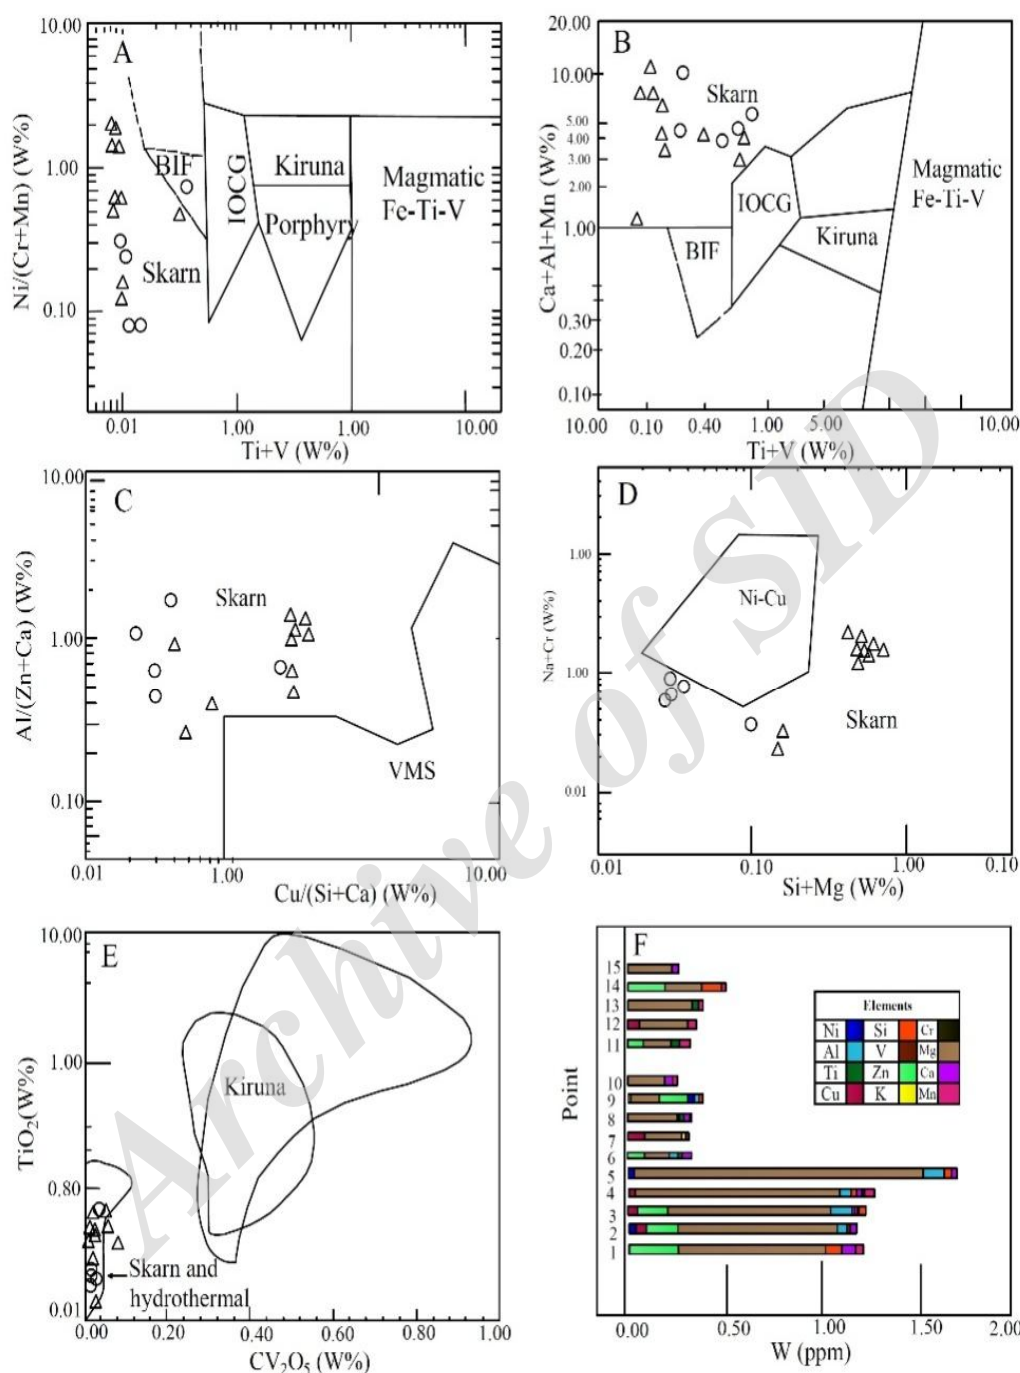 A
10.00
1.00
0.10
Ni/(Cr+Mn) (W%)
BIF
IOCG
Kiruna
Porphyry
Magmatic
Fe-Ti-V
Skarn
0.01
1.00
1.00
10.00
Ti+V (W%)
B
20.00
10.00
5.00
4.00
3.00
2.00
1.00
0.30
0.20
0.10
Ca+Al+Mn (W%)
Skarn
IOCG
BIF
Kiruna
Magmatic
Fe-Ti-V
10.00
0.10
0.40
1.00
5.00
10.00
Ti+V (W%)
C
10.00
1.00
0.10
Al/(Zn+Ca) (W%)
Skarn
VMS
0.01
1.00
10.00
Cu/(Si+Ca) (W%)
D
1.00
1.00
0.01
Na+Cr (W%)
Ni-Cu
Skarn
0.01
0.10
1.00
0.10
Si+Mg (W%)
E
10.00
1.00
0.80
0.01
TiO2(W%)
Kiruna
Skarn and
hydrothermal
0.00
0.20
0.40
0.60
0.80
1.00
CV2O5 (W%)
F
15
14
13
12
11
10
9
8
7
6
5
4
3
2
1
Point
Elements
Ni Si Cr
Al V Mg
Ti Zn Ca
Cu K Mn
0.00
0.50
1.00
2.00
W (ppm)
Archive of SID